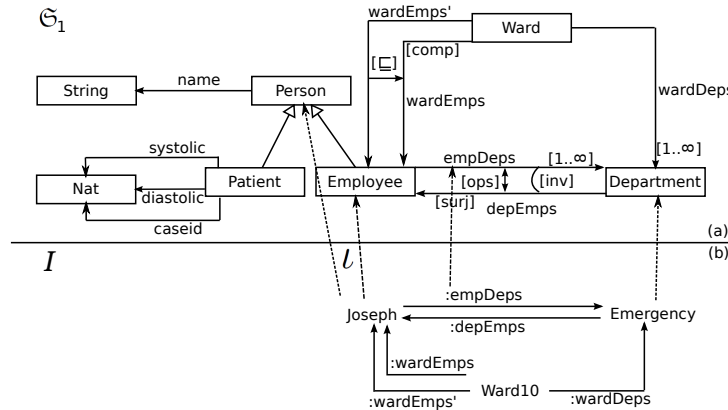 𝔖₁
wardEmps'
Ward
[comp]
[⊑]
String
name
Person
wardEmps
wardDeps
systolic
empDeps
[1..∞]
[1..∞]
Nat
diastolic
Patient
Employee
[ops]
[inv]
Department
[surj]
depEmps
caseid
(a)
(b)
I
ι
:empDeps
Joseph
Emergency
:depEmps
:wardEmps
Ward10
:wardEmps'
:wardDeps